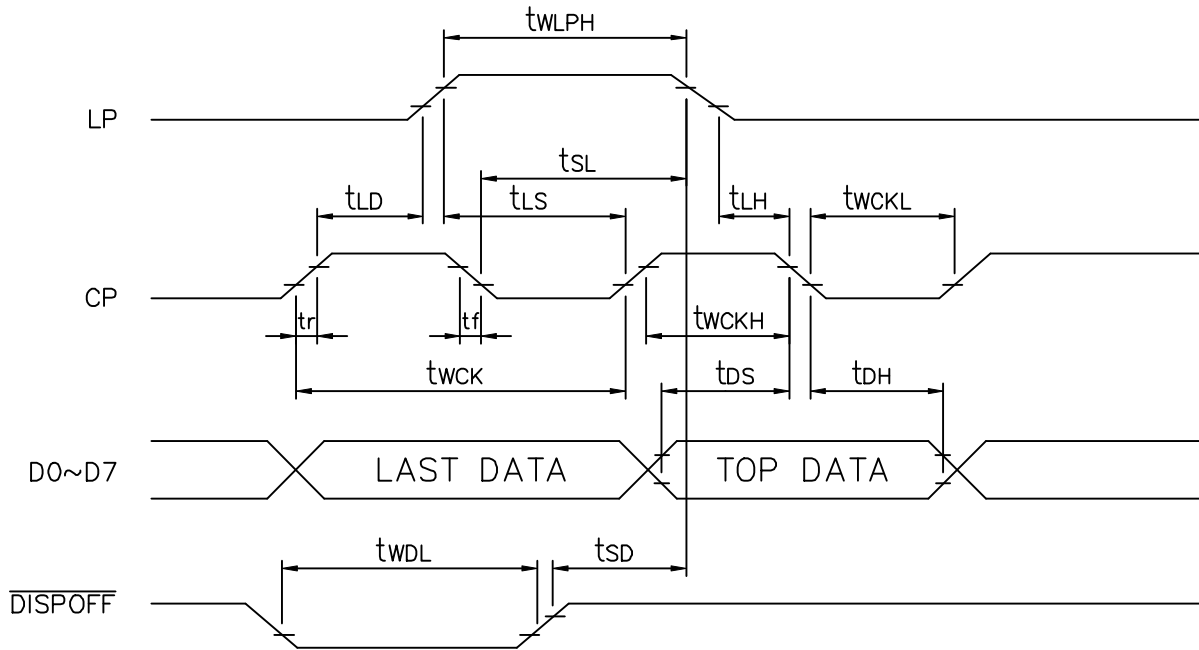 tWLPH
LP
tSL
tLD
tLS
tLH
tWCKL
CP
tr
tf
tWCKH
tWCK
tDS
tDH
D0~D7
LAST DATA
TOP DATA
tWDL
tSD
DISPOFF